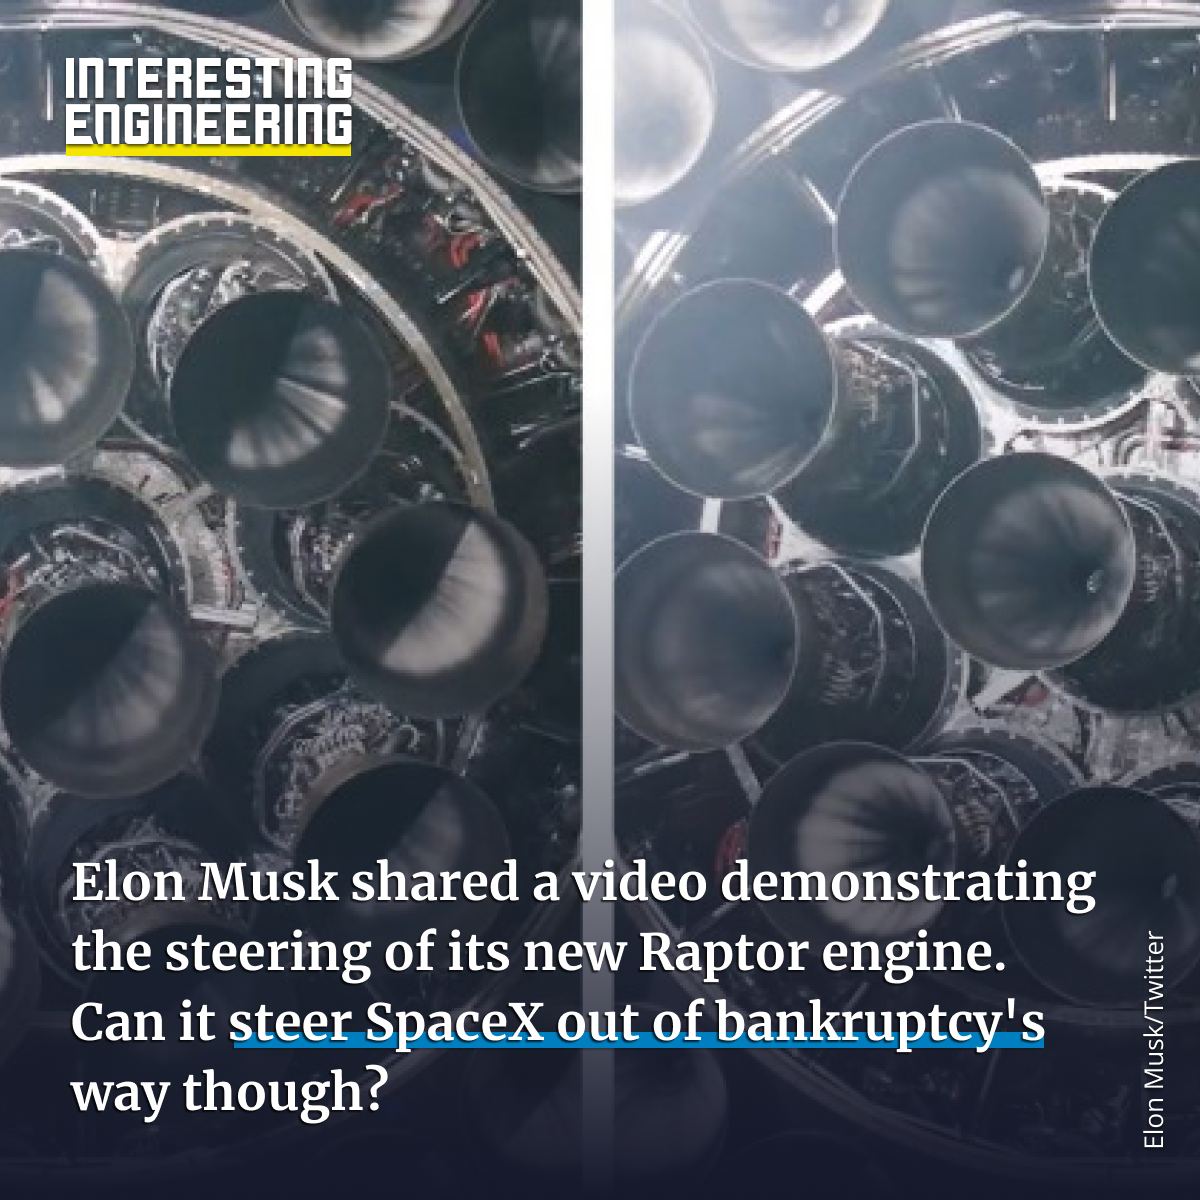 INTERESTING
ENGINEERING
Elon Musk shared a video demonstrating
the steering of its new Raptor engine.
Can it steer SpaceX out of bankruptcy's
way though?
Elon Musk/Twitter